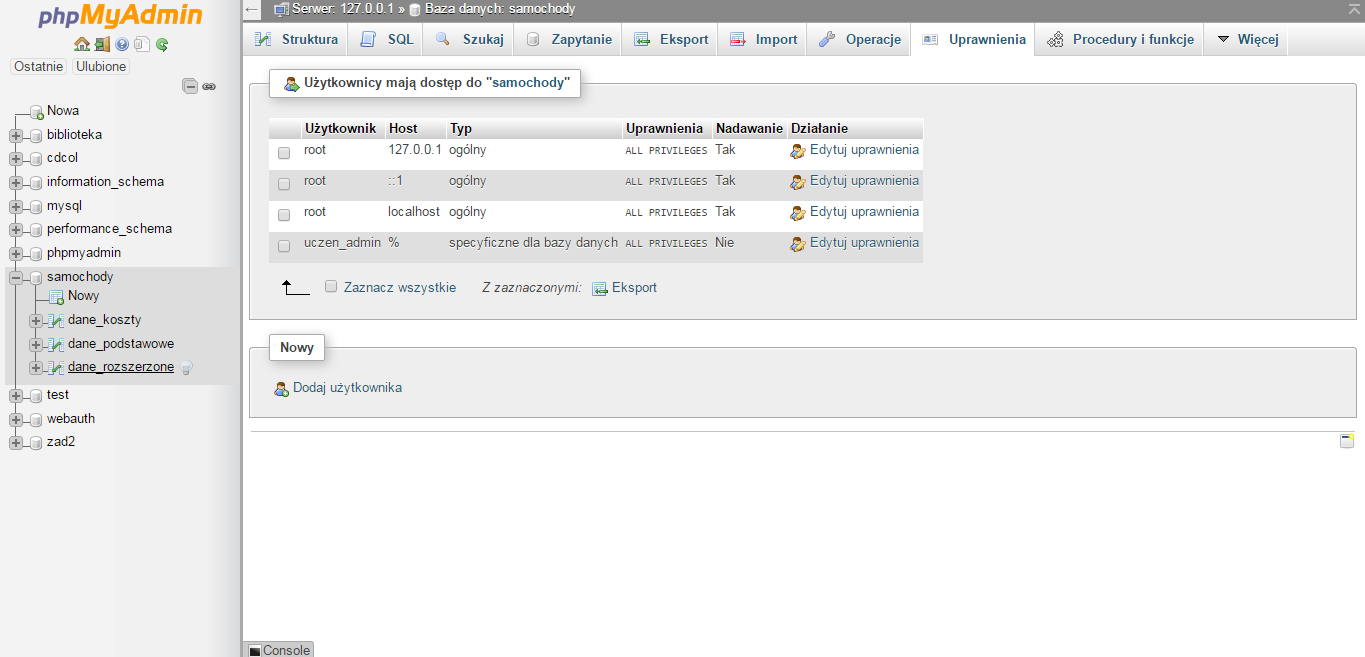 phpMyAdmin
Ostatnie Ulubione
Nowa
biblioteka
cdcol
information_schema
mysql
performance_schema
phpmyadmin
samochody
Nowy
dane_koszty
dane_podstawowe
dane_rozszerzone
test
webauth
zad2
Serwer: 127.0.0.1 » Baza danych: samochody
Struktura SQL Szukaj Zapytanie Eksport Import Operacje Uprawnienia Procedury i funkcje Więcej
Użytkownicy mają dostęp do "samochody"
Użytkownik Host Typ Uprawnienia Nadawanie Działanie
root 127.0.0.1 ogólny ALL PRIVILEGES Tak Edytuj uprawnienia
root ::1 ogólny ALL PRIVILEGES Tak Edytuj uprawnienia
root localhost ogólny ALL PRIVILEGES Tak Edytuj uprawnienia
uczen_admin % specyficzne dla bazy danych ALL PRIVILEGES Nie Edytuj uprawnienia
Zaznacz wszystkie Z zaznaczonymi: Eksport
Nowy
Dodaj użytkownika
Console